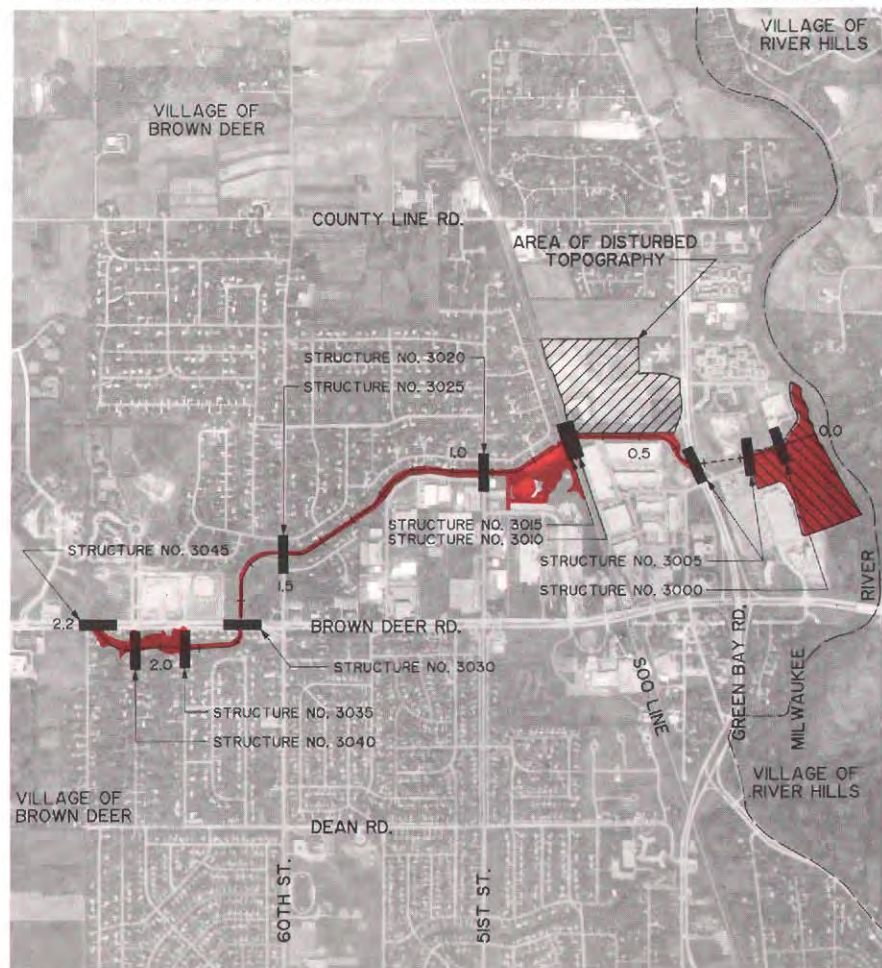 VILLAGE OF
RIVER HILLS
VILLAGE OF
BROWN DEER
COUNTY LINE RD.
AREA OF DISTURBED
TOPOGRAPHY
STRUCTURE NO. 3020
STRUCTURE NO. 3025
1.0
0.5
0.0
STRUCTURE NO. 3015
STRUCTURE NO. 3010
STRUCTURE NO. 3045
STRUCTURE NO. 3005
1.5
STRUCTURE NO. 3000
RIVER
2.2
BROWN DEER RD.
2.0
STRUCTURE NO. 3030
STRUCTURE NO. 3035
STRUCTURE NO. 3040
SOO LINE
GREEN BAY RD.
MILWAUKEE
VILLAGE OF
BROWN DEER
VILLAGE OF
RIVER HILLS
DEAN RD.
60TH ST.
51ST ST.